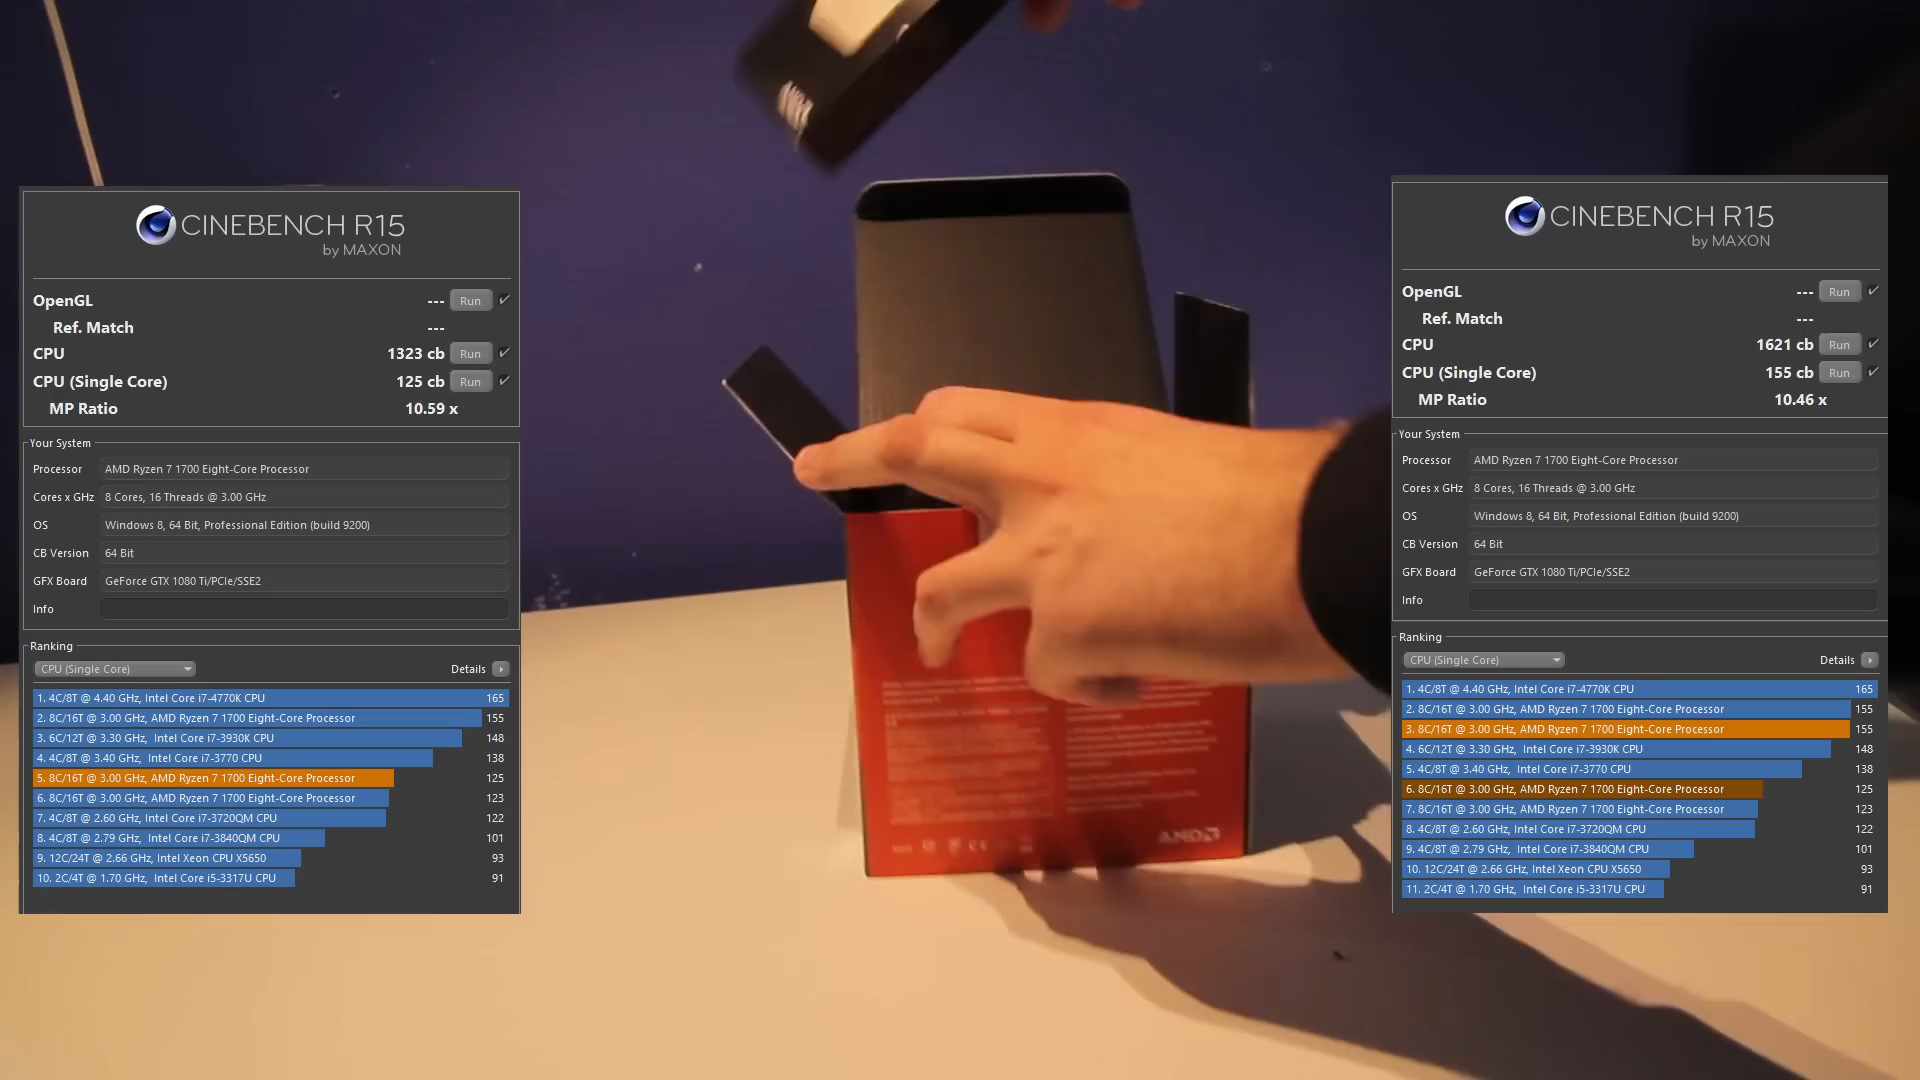 CINEBENCH R15
by MAXON
OpenGL --- Run
Ref. Match ---
CPU 1323 cb Run
CPU (Single Core) 125 cb Run
MP Ratio 10.59 x
Your System
Processor AMD Ryzen 7 1700 Eight-Core Processor
Cores x GHz 8 Cores, 16 Threads @ 3.00 GHz
OS Windows 8, 64 Bit, Professional Edition (build 9200)
CB Version 64 Bit
GFX Board GeForce GTX 1080 Ti/PCIe/SSE2
Info
Ranking
CPU (Single Core) Details
1. 4C/8T @ 4.40 GHz, Intel Core i7-4770K CPU 165
2. 8C/16T @ 3.00 GHz, AMD Ryzen 7 1700 Eight-Core Processor 155
3. 6C/12T @ 3.30 GHz, Intel Core i7-3930K CPU 148
4. 4C/8T @ 3.40 GHz, Intel Core i7-3770 CPU 138
5. 8C/16T @ 3.00 GHz, AMD Ryzen 7 1700 Eight-Core Processor 125
6. 8C/16T @ 3.00 GHz, AMD Ryzen 7 1700 Eight-Core Processor 123
7. 4C/8T @ 2.60 GHz, Intel Core i7-3720QM CPU 122
8. 4C/8T @ 2.79 GHz, Intel Core i7-3840QM CPU 101
9. 12C/24T @ 2.66 GHz, Intel Xeon CPU X5650 93
10. 2C/4T @ 1.70 GHz, Intel Core i5-3317U CPU 91
AMD
CINEBENCH R15
by MAXON
OpenGL --- Run
Ref. Match ---
CPU 1621 cb Run
CPU (Single Core) 155 cb Run
MP Ratio 10.46 x
Your System
Processor AMD Ryzen 7 1700 Eight-Core Processor
Cores x GHz 8 Cores, 16 Threads @ 3.00 GHz
OS Windows 8, 64 Bit, Professional Edition (build 9200)
CB Version 64 Bit
GFX Board GeForce GTX 1080 Ti/PCIe/SSE2
Info
Ranking
CPU (Single Core) Details
1. 4C/8T @ 4.40 GHz, Intel Core i7-4770K CPU 165
2. 8C/16T @ 3.00 GHz, AMD Ryzen 7 1700 Eight-Core Processor 155
3. 8C/16T @ 3.00 GHz, AMD Ryzen 7 1700 Eight-Core Processor 155
4. 6C/12T @ 3.30 GHz, Intel Core i7-3930K CPU 148
5. 4C/8T @ 3.40 GHz, Intel Core i7-3770 CPU 138
6. 8C/16T @ 3.00 GHz, AMD Ryzen 7 1700 Eight-Core Processor 125
7. 8C/16T @ 3.00 GHz, AMD Ryzen 7 1700 Eight-Core Processor 123
8. 4C/8T @ 2.60 GHz, Intel Core i7-3720QM CPU 122
9. 4C/8T @ 2.79 GHz, Intel Core i7-3840QM CPU 101
10. 12C/24T @ 2.66 GHz, Intel Xeon CPU X5650 93
11. 2C/4T @ 1.70 GHz, Intel Core i5-3317U CPU 91